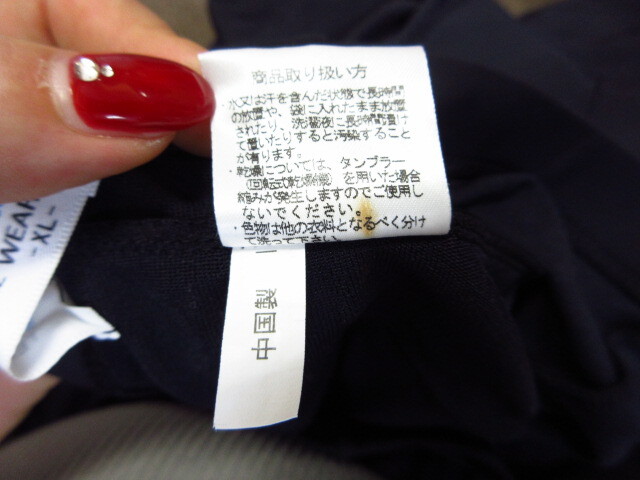 商品取り扱い方
・水又はお汗を含んだ状態で長時間
の放置や、袋に入れたまま放置
されたり、洗濯液に長時間漬け
て置いたりすると汚染すること
が有ります。
・乾燥については、タンブラー
（回転式乾燥機）を用いた場合
縮みが発生しますのでご使用し
ないでください。
・色物は他の衣料となるべく分け
て洗って下さい。
中国製
WEAR
- XL -